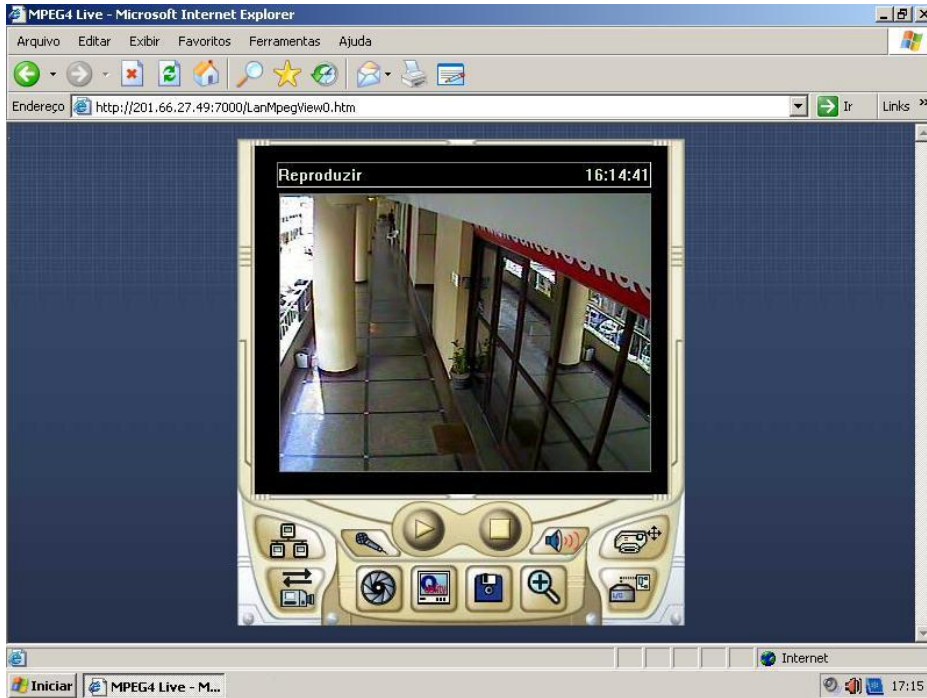 MPEG4 Live - Microsoft Internet Explorer
Arquivo Editar Exibir Favoritos Ferramentas Ajuda
Endereço http://201.66.27.49:7000/LanMpegView0.htm Ir Links »
Reproduzir 16:14:41
Internet
Iniciar MPEG4 Live - M... 17:15